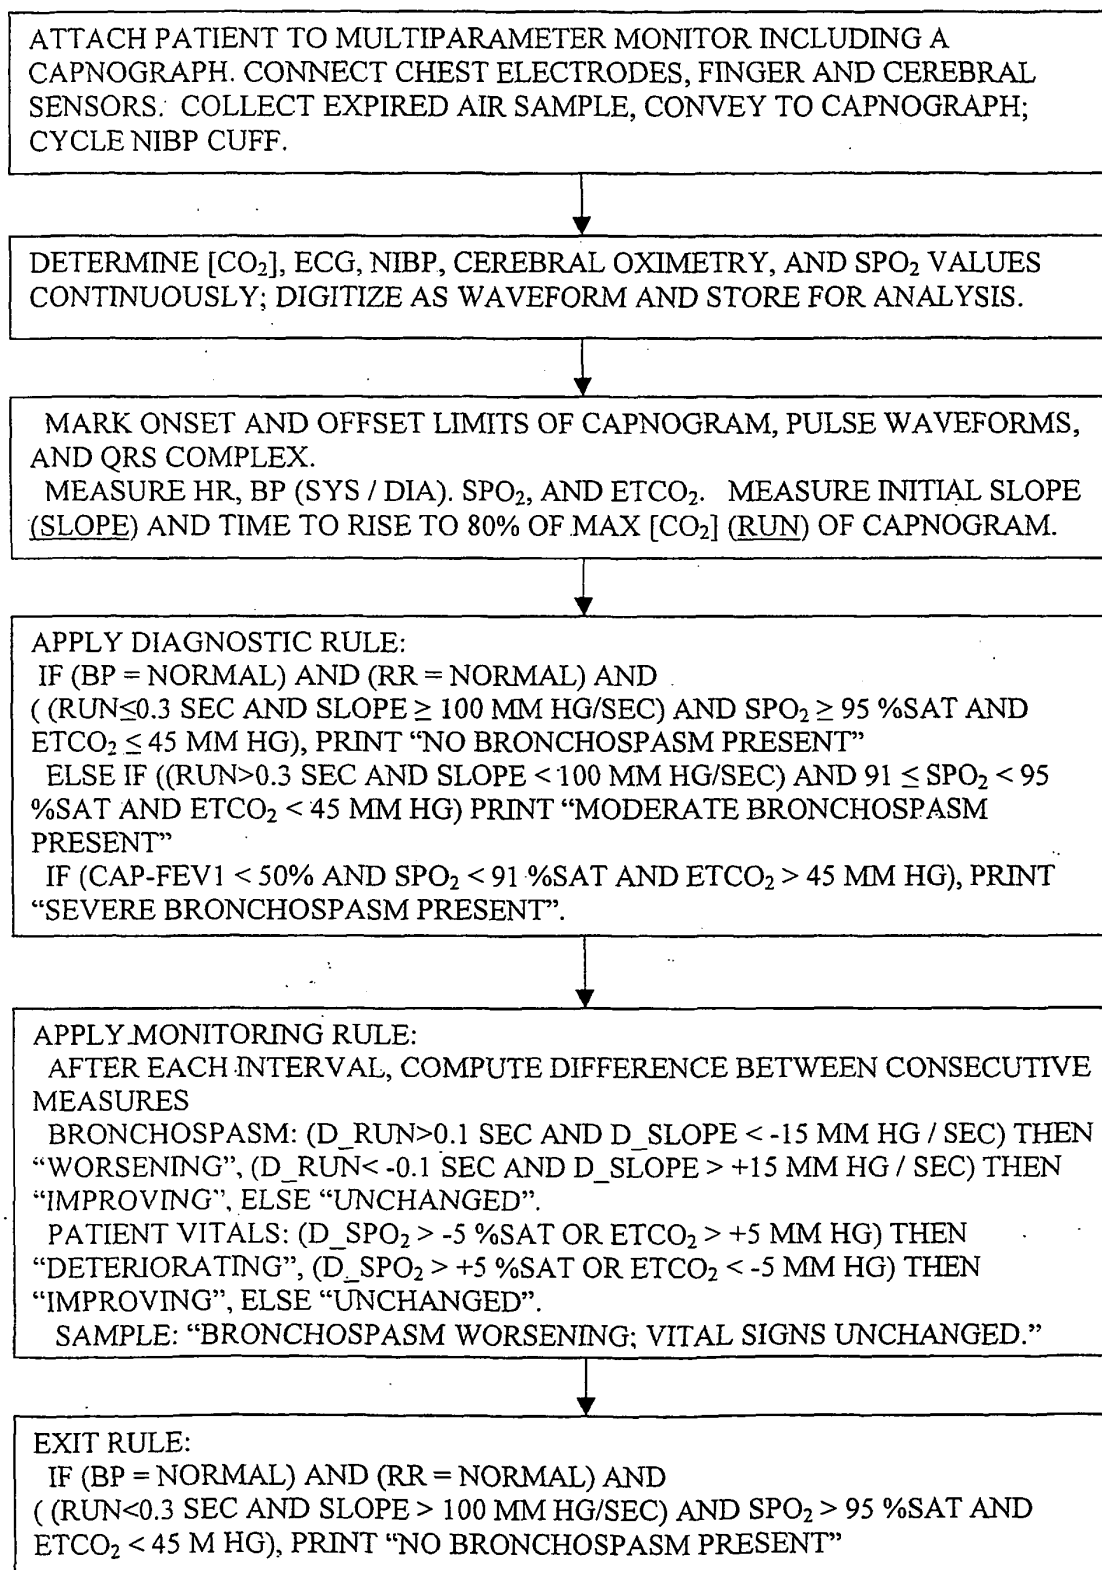 ATTACH PATIENT TO MULTIPARAMETER MONITOR INCLUDING A
CAPNOGRAPH. CONNECT CHEST ELECTRODES, FINGER AND CEREBRAL
SENSORS. COLLECT EXPIRED AIR SAMPLE, CONVEY TO CAPNOGRAPH;
CYCLE NIBP CUFF.
DETERMINE [CO₂], ECG, NIBP, CEREBRAL OXIMETRY, AND SPO₂ VALUES
CONTINUOUSLY; DIGITIZE AS WAVEFORM AND STORE FOR ANALYSIS.
MARK ONSET AND OFFSET LIMITS OF CAPNOGRAM, PULSE WAVEFORMS,
AND QRS COMPLEX.
MEASURE HR, BP (SYS / DIA). SPO₂, AND ETCO₂. MEASURE INITIAL SLOPE
(SLOPE) AND TIME TO RISE TO 80% OF MAX [CO₂] (RUN) OF CAPNOGRAM.
APPLY DIAGNOSTIC RULE:
IF (BP = NORMAL) AND (RR = NORMAL) AND
( (RUN≤0.3 SEC AND SLOPE ≥ 100 MM HG/SEC) AND SPO₂ ≥ 95 %SAT AND
ETCO₂ ≤ 45 MM HG), PRINT “NO BRONCHOSPASM PRESENT”
ELSE IF ((RUN>0.3 SEC AND SLOPE < 100 MM HG/SEC) AND 91 ≤ SPO₂ < 95
%SAT AND ETCO₂ < 45 MM HG) PRINT “MODERATE BRONCHOSPASM
PRESENT”
IF (CAP-FEV1 < 50% AND SPO₂ < 91 %SAT AND ETCO₂ > 45 MM HG), PRINT
“SEVERE BRONCHOSPASM PRESENT”.
APPLY MONITORING RULE:
AFTER EACH INTERVAL, COMPUTE DIFFERENCE BETWEEN CONSECUTIVE
MEASURES
BRONCHOSPASM: (D_RUN>0.1 SEC AND D_SLOPE < -15 MM HG / SEC) THEN
“WORSENING”, (D_RUN< -0.1 SEC AND D_SLOPE > +15 MM HG / SEC) THEN
“IMPROVING”, ELSE “UNCHANGED”.
PATIENT VITALS: (D_SPO₂ > -5 %SAT OR ETCO₂ > +5 MM HG) THEN
“DETERIORATING”, (D_SPO₂ > +5 %SAT OR ETCO₂ < -5 MM HG) THEN
“IMPROVING”, ELSE “UNCHANGED”.
SAMPLE: “BRONCHOSPASM WORSENING; VITAL SIGNS UNCHANGED.”
EXIT RULE:
IF (BP = NORMAL) AND (RR = NORMAL) AND
( (RUN<0.3 SEC AND SLOPE > 100 MM HG/SEC) AND SPO₂ > 95 %SAT AND
ETCO₂ < 45 M HG), PRINT “NO BRONCHOSPASM PRESENT”